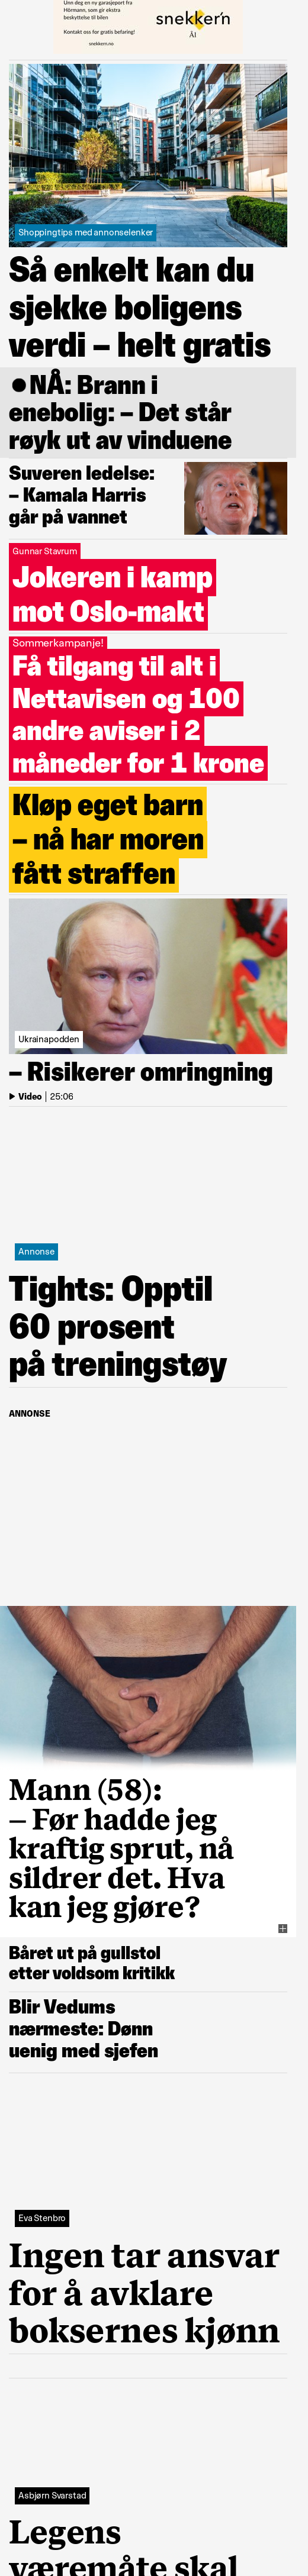 Unn deg en ny garasjeport fra
Hörmann, som gir ekstra
beskyttelse til bilen
Kontakt oss for gratis befaring!
snekkern.no
snekker'n
Ål
Shoppingtips med annonselenker
Så enkelt kan du
sjekke boligens
verdi – helt gratis
●NÅ: Brann i
enebolig: – Det står
røyk ut av vinduene
Suveren ledelse:
– Kamala Harris
går på vannet
Gunnar Stavrum
Jokeren i kamp
mot Oslo-makt
Sommerkampanje!
Få tilgang til alt i
Nettavisen og 100
andre aviser i 2
måneder for 1 krone
Kløp eget barn
– nå har moren
fått straffen
Ukrainapodden
– Risikerer omringning
Video | 25:06
Annonse
Tights: Opptil
60 prosent
på treningstøy
ANNONSE
Mann (58):
– Før hadde jeg
kraftig sprut, nå
sildrer det. Hva
kan jeg gjøre?
Båret ut på gullstol
etter voldsom kritikk
Blir Vedums
nærmeste: Dønn
uenig med sjefen
Eva Stenbro
Ingen tar ansvar
for å avklare
boksernes kjønn
Asbjørn Svarstad
Legens
væremåte skal